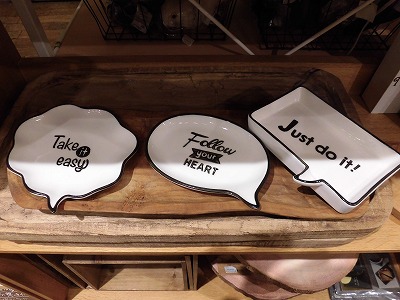 Take it
easy
Follow
your
HEART
Just do it!